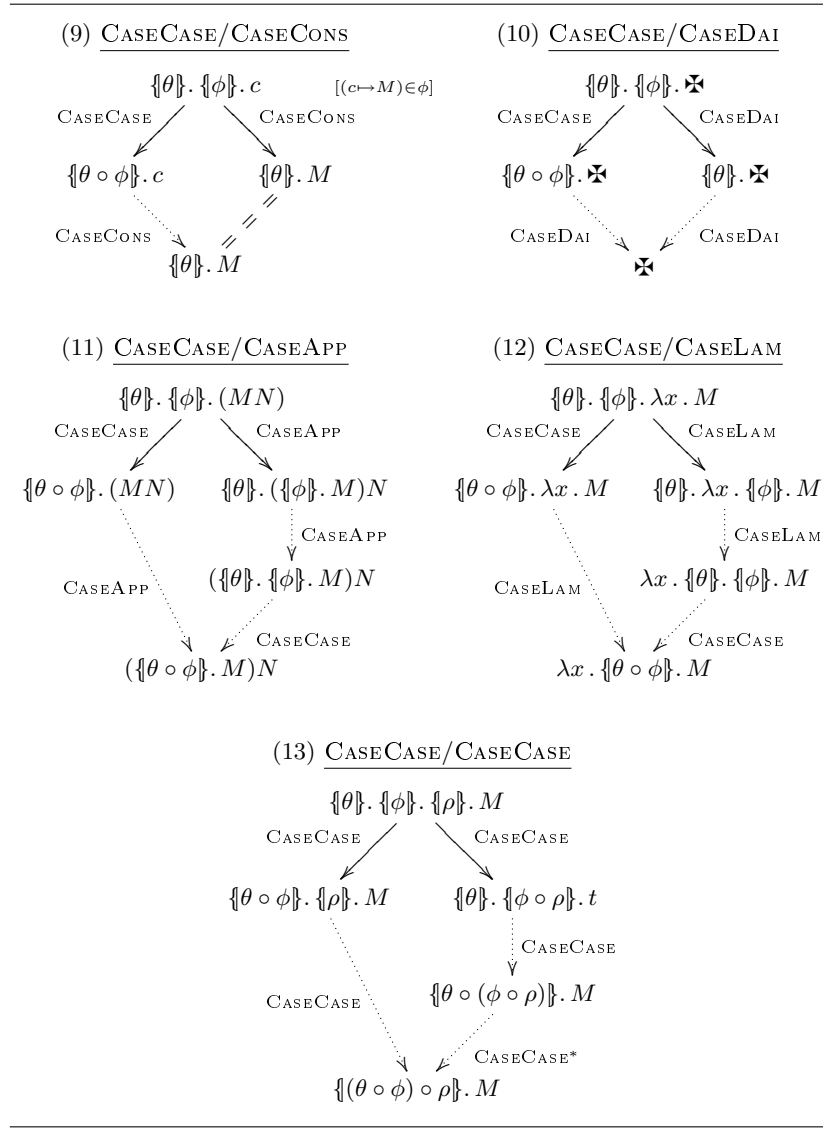 (9) CASECASE/CASECONS
{[θ]}. {[φ]}. c [(c↦M)∈φ]
CASECASE CASECONS
{[θ ∘ φ]}. c {[θ]}. M
CASECONS
{[θ]}. M
(10) CASECASE/CASEDAI
{[θ]}. {[φ]}. ✠
CASECASE CASEDAI
{[θ ∘ φ]}. ✠ {[θ]}. ✠
CASEDAI CASEDAI
✠
(11) CASECASE/CASEAPP
{[θ]}. {[φ]}. (MN)
CASECASE CASEAPP
{[θ ∘ φ]}. (MN) {[θ]}. ({[φ]}. M)N
CASEAPP
({[θ]}. {[φ]}. M)N
CASEAPP CASECASE
({[θ ∘ φ]}. M)N
(12) CASECASE/CASELAM
{[θ]}. {[φ]}. λx . M
CASECASE CASELAM
{[θ ∘ φ]}. λx . M {[θ]}. λx . {[φ]}. M
CASELAM
λx . {[θ]}. {[φ]}. M
CASELAM CASECASE
λx . {[θ ∘ φ]}. M
(13) CASECASE/CASECASE
{[θ]}. {[φ]}. {[ρ]}. M
CASECASE CASECASE
{[θ ∘ φ]}. {[ρ]}. M {[θ]}. {[φ ∘ ρ]}. t
CASECASE
{[θ ∘ (φ ∘ ρ)]}. M
CASECASE CASECASE*
{[(θ ∘ φ) ∘ ρ]}. M